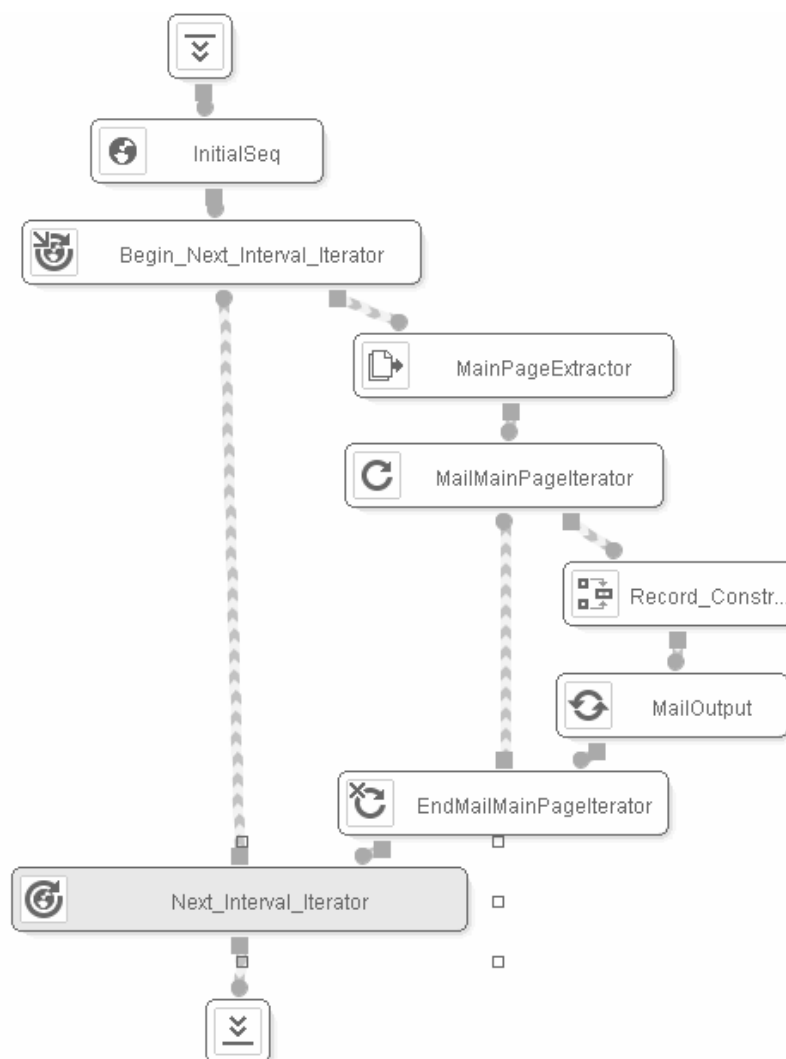 InitialSeq
Begin_Next_Interval_Iterator
MainPageExtractor
MailMainPageIterator
Record_Constr...
MailOutput
EndMailMainPageIterator
Next_Interval_Iterator